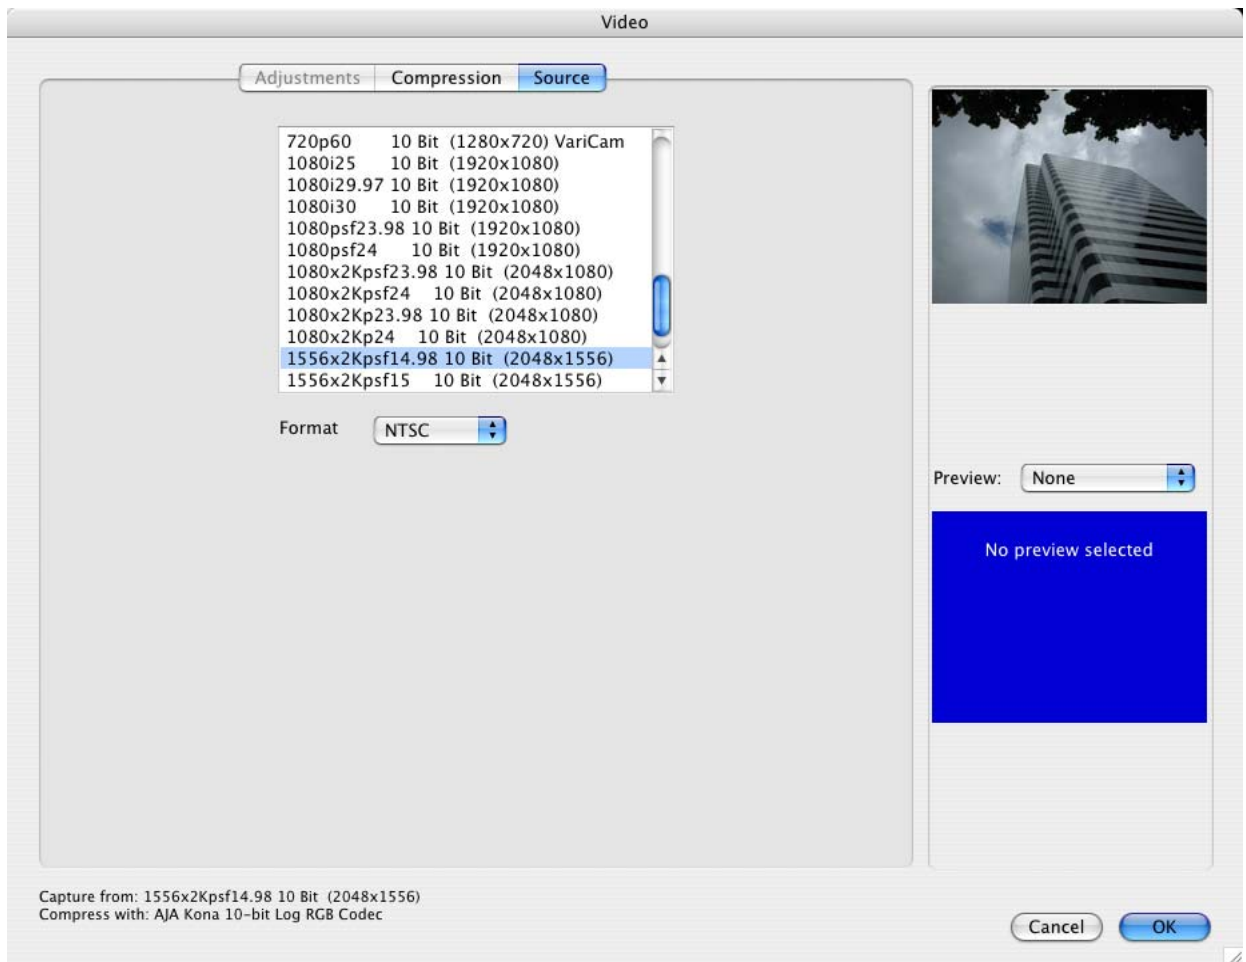 Video
Adjustments Compression Source
720p60 10 Bit (1280x720) VariCam
1080i25 10 Bit (1920x1080)
1080i29.97 10 Bit (1920x1080)
1080i30 10 Bit (1920x1080)
1080psf23.98 10 Bit (1920x1080)
1080psf24 10 Bit (1920x1080)
1080x2Kpsf23.98 10 Bit (2048x1080)
1080x2Kpsf24 10 Bit (2048x1080)
1080x2Kp23.98 10 Bit (2048x1080)
1080x2Kp24 10 Bit (2048x1080)
1556x2Kpsf14.98 10 Bit (2048x1556)
1556x2Kpsf15 10 Bit (2048x1556)
Format NTSC
Preview: None
No preview selected
Capture from: 1556x2Kpsf14.98 10 Bit (2048x1556)
Compress with: AJA Kona 10-bit Log RGB Codec
Cancel OK